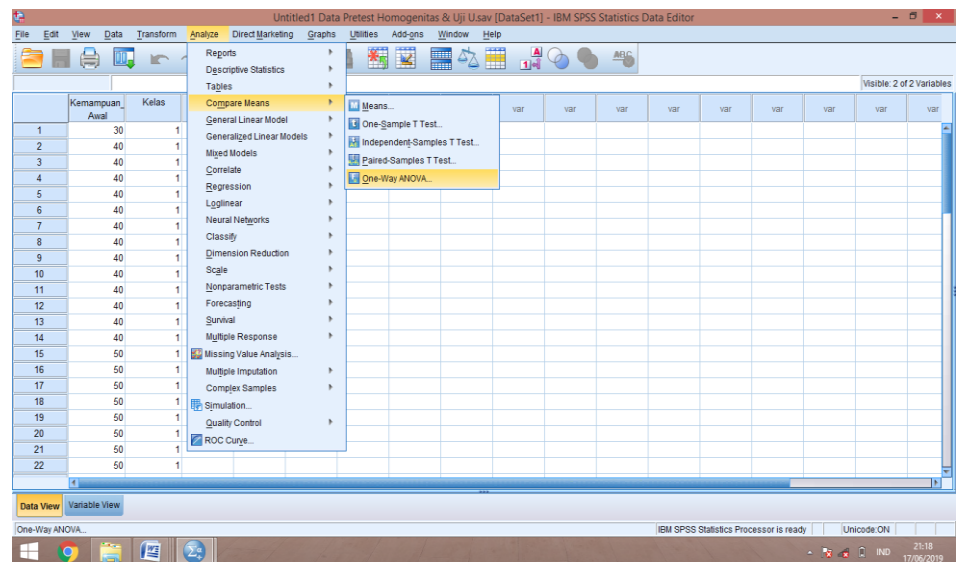 Untitled1 Data Pretest Homogenitas & Uji U.sav [DataSet1] - IBM SPSS Statistics Data Editor
File Edit View Data Transform Analyze Direct Marketing Graphs Utilities Add-ons Window Help
Visible: 2 of 2 Variables
Kemampuan_Awal Kelas var var var var var var var var var
1 30 1
2 40 1
3 40 1
4 40 1
5 40 1
6 40 1
7 40 1
8 40 1
9 40 1
10 40 1
11 40 1
12 40 1
13 40 1
14 40 1
15 50 1
16 50 1
17 50 1
18 50 1
19 50 1
20 50 1
21 50 1
22 50 1
Reports
Descriptive Statistics
Tables
Compare Means
General Linear Model
Generalized Linear Models
Mixed Models
Correlate
Regression
Loglinear
Neural Networks
Classify
Dimension Reduction
Scale
Nonparametric Tests
Forecasting
Survival
Multiple Response
Missing Value Analysis...
Multiple Imputation
Complex Samples
Simulation...
Quality Control
ROC Curve...
Means...
One-Sample T Test...
Independent-Samples T Test...
Paired-Samples T Test...
One-Way ANOVA...
Data View Variable View
One-Way ANOVA... IBM SPSS Statistics Processor is ready Unicode:ON
IND 21:18
17/06/2019